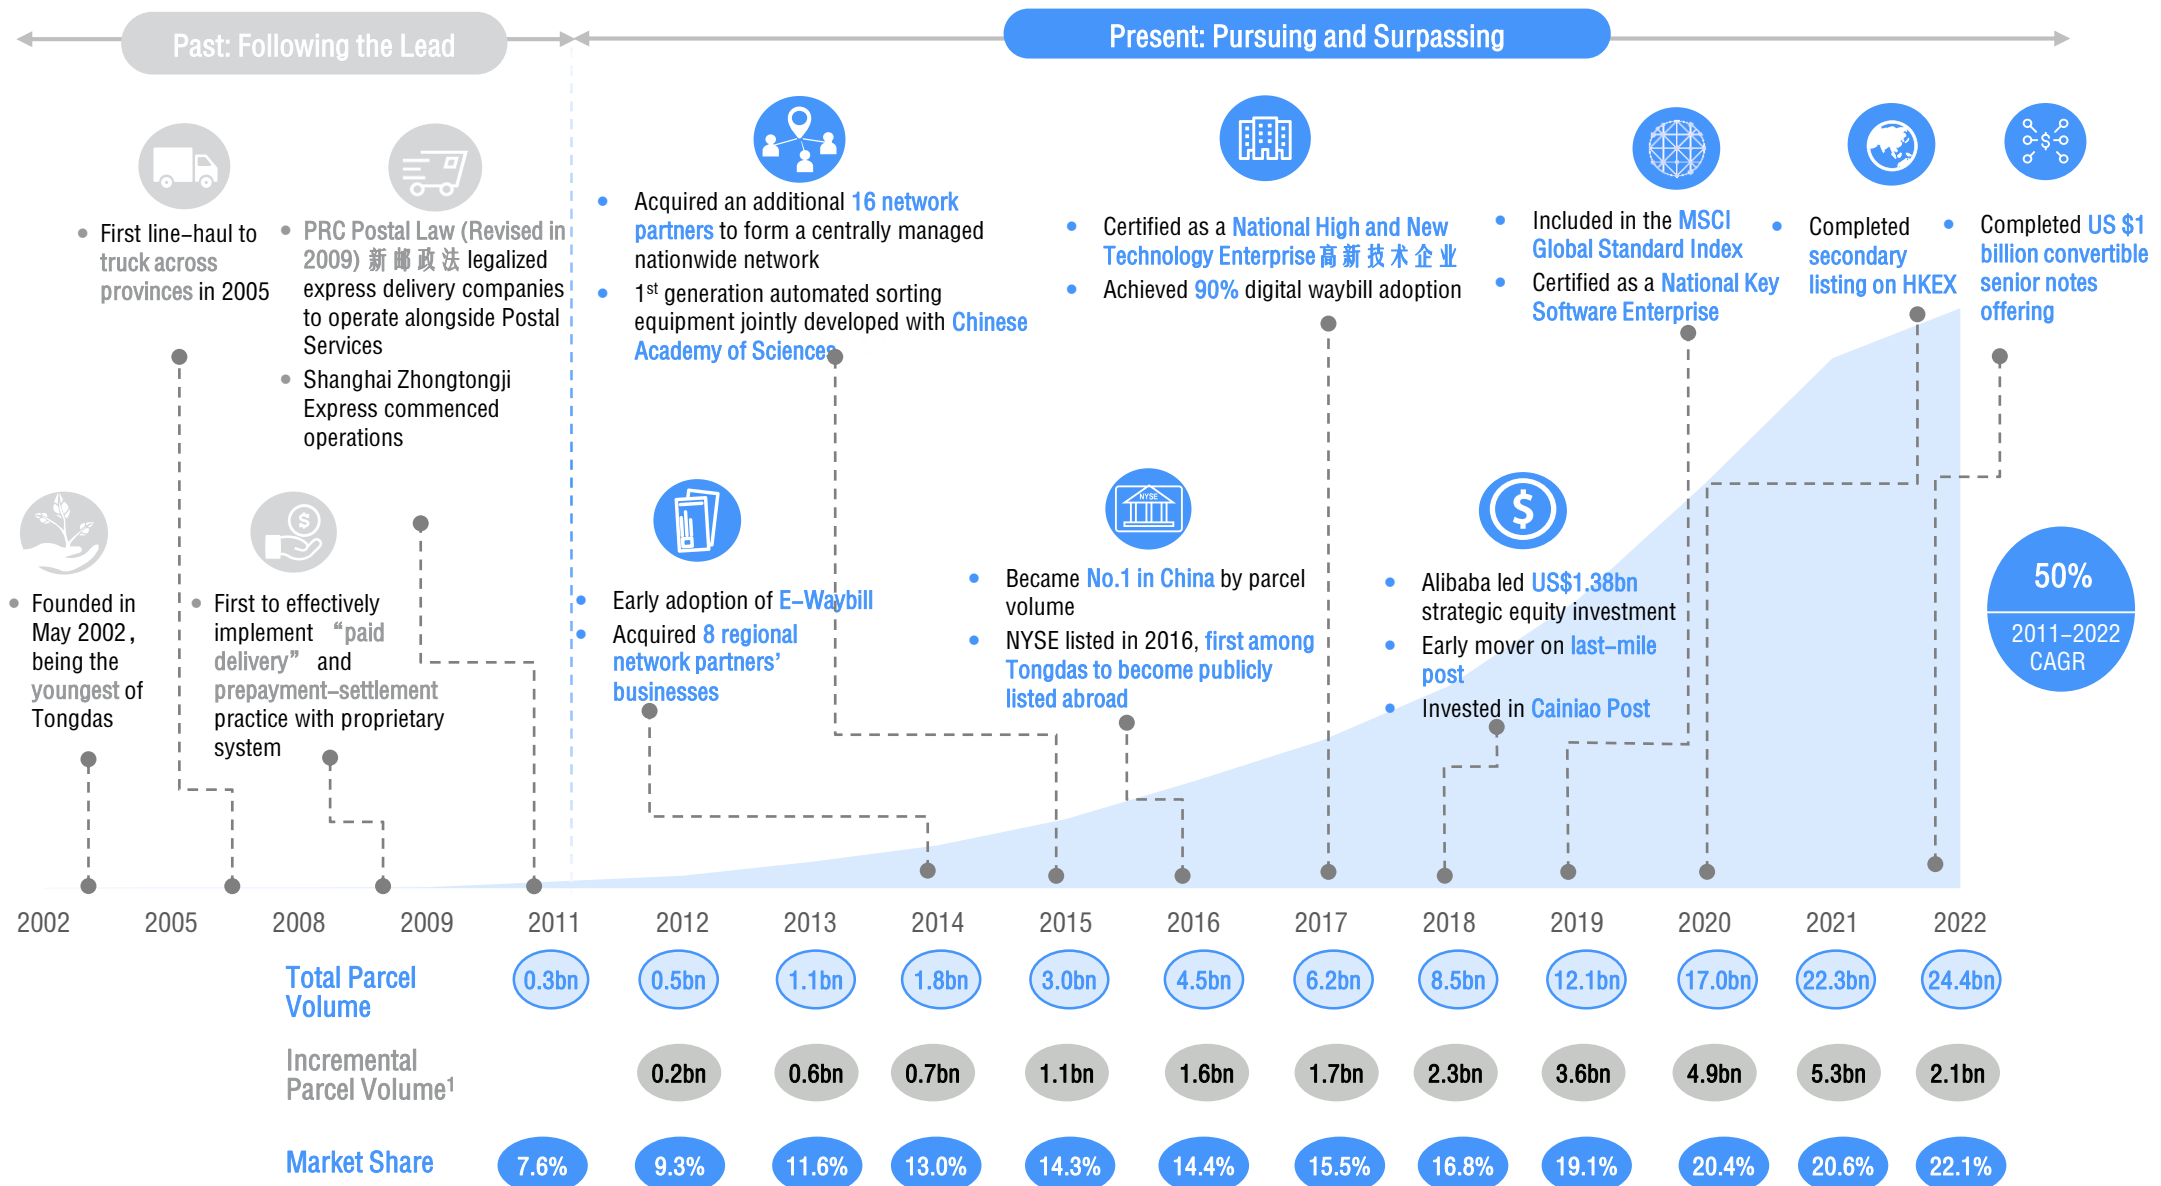 Past: Following the Lead
Present: Pursuing and Surpassing
• First line-haul to
truck across
provinces in 2005
• PRC Postal Law (Revised in
2009) 新邮政法 legalized
express delivery companies
to operate alongside Postal
Services
• Shanghai Zhongtongji
Express commenced
operations
• Acquired an additional 16 network
partners to form a centrally managed
nationwide network
• 1st generation automated sorting
equipment jointly developed with Chinese
Academy of Sciences
• Certified as a National High and New
Technology Enterprise高新技术企业
• Achieved 90% digital waybill adoption
• Included in the MSCI
Global Standard Index
• Certified as a National Key
Software Enterprise
• Completed
secondary
listing on HKEX
$
• Completed US $1
billion convertible
senior notes
offering
• Founded in
May 2002,
being the
youngest of
Tongdas
$
• First to effectively
implement “paid
delivery” and
prepayment-settlement
practice with proprietary
system
• Early adoption of E-Waybill
• Acquired 8 regional
network partners’
businesses
NYSE
• Became No.1 in China by parcel
volume
• NYSE listed in 2016, first among
Tongdas to become publicly
listed abroad
$
• Alibaba led US$1.38bn
strategic equity investment
• Early mover on last-mile
post
• Invested in Cainiao Post
50%
2011-2022
CAGR
2002 2005 2008 2009 2011 2012 2013 2014 2015 2016 2017 2018 2019 2020 2021 2022
Total Parcel
Volume
0.3bn 0.5bn 1.1bn 1.8bn 3.0bn 4.5bn 6.2bn 8.5bn 12.1bn 17.0bn 22.3bn 24.4bn
Incremental
Parcel Volume1
0.2bn 0.6bn 0.7bn 1.1bn 1.6bn 1.7bn 2.3bn 3.6bn 4.9bn 5.3bn 2.1bn
Market Share
7.6% 9.3% 11.6% 13.0% 14.3% 14.4% 15.5% 16.8% 19.1% 20.4% 20.6% 22.1%